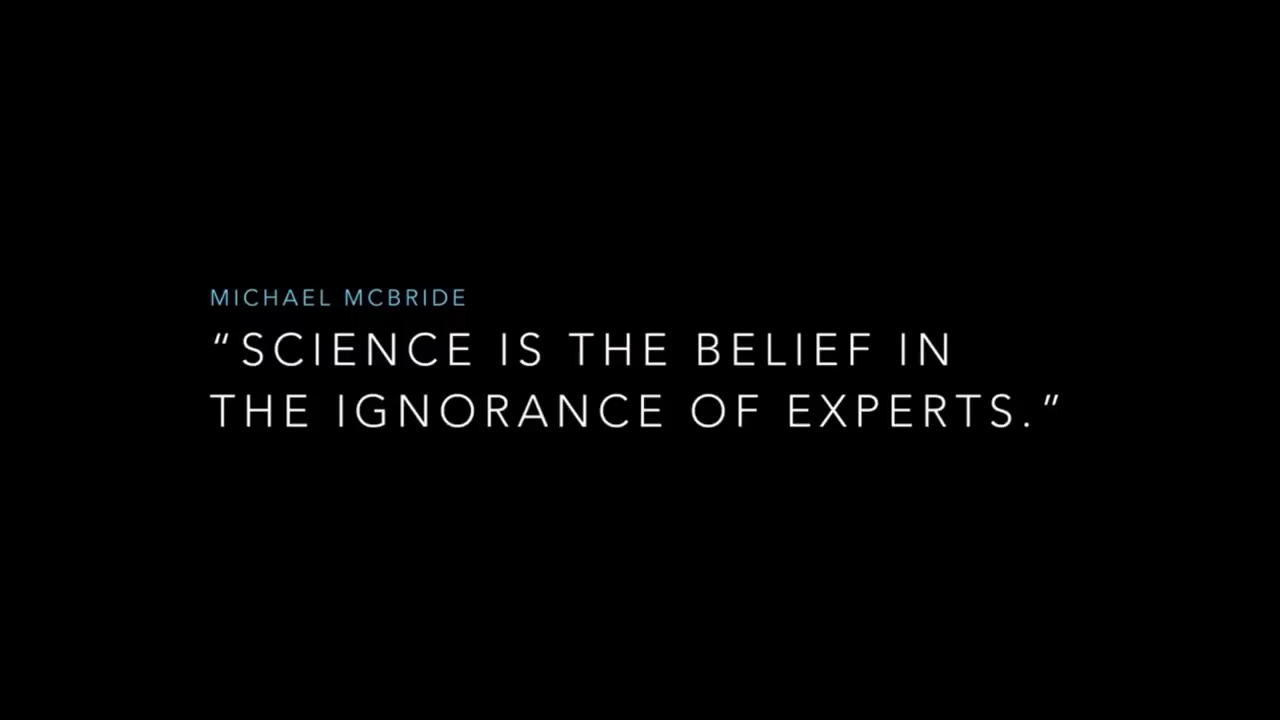 MICHAEL MCBRIDE
“SCIENCE IS THE BELIEF IN
THE IGNORANCE OF EXPERTS.”